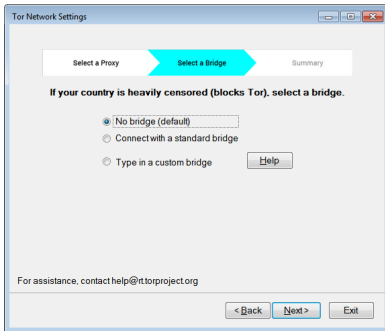 Tor Network Settings
Select a Proxy Select a Bridge Summary
If your country is heavily censored (blocks Tor), select a bridge.
No bridge (default)
Connect with a standard bridge
Type in a custom bridge Help
For assistance, contact help@rt.torproject.org
< Back Next > Exit